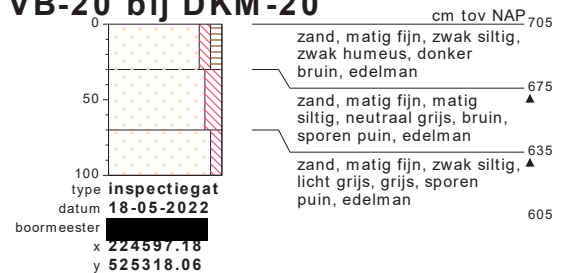 VB-20 bij DKM-20
cm tov NAP
0
705
zand, matig fijn, zwak siltig,
zwak humeus, donker
bruin, edelman
675
50
zand, matig fijn, matig
siltig, neutraal grijs, bruin,
sporen puin, edelman
635
zand, matig fijn, zwak siltig,
licht grijs, grijs, sporen
puin, edelman
100
605
type inspectiegat
datum 18-05-2022
boormeester
x 224597.18
y 525318.06